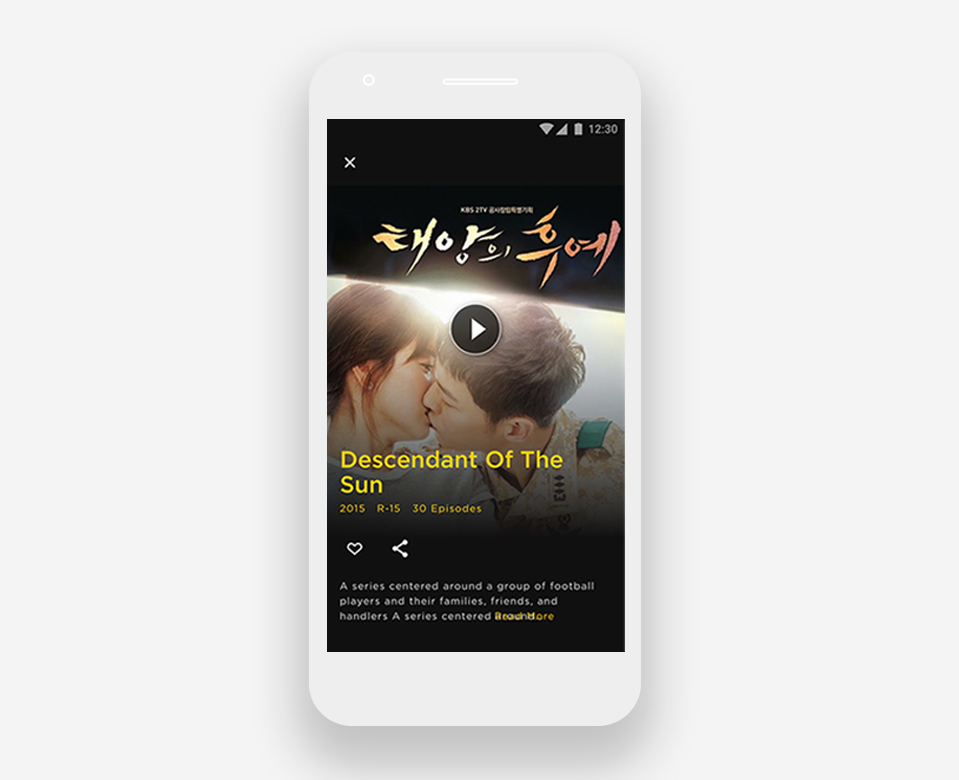 12:30
KBS 2TV 공사창립특별기획
태양의 후예
Descendant Of The
Sun
2015 R-15 30 Episodes
A series centered around a group of football
players and their families, friends, and
handlers A series centered around... Read More